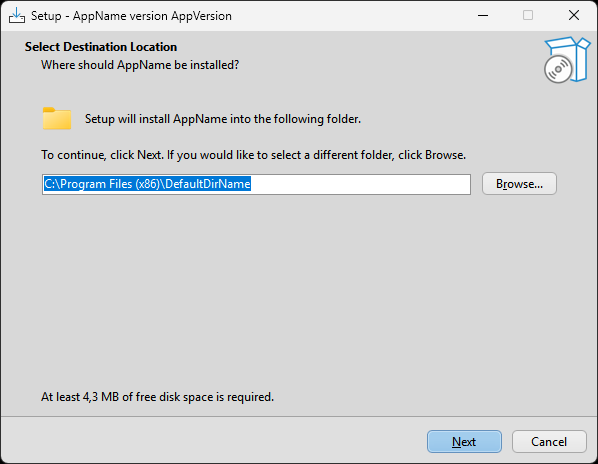 Setup - AppName version AppVersion
Select Destination Location
Where should AppName be installed?
Setup will install AppName into the following folder.
To continue, click Next. If you would like to select a different folder, click Browse.
C:\Program Files (x86)\DefaultDirName
Browse...
At least 4,3 MB of free disk space is required.
Next
Cancel